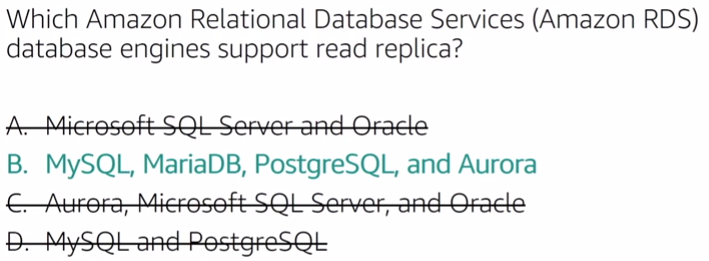 Which Amazon Relational Database Services (Amazon RDS)
database engines support read replica?
A. Microsoft SQL Server and Oracle
B. MySQL, MariaDB, PostgreSQL, and Aurora
C. Aurora, Microsoft SQL Server, and Oracle
D. MySQL and PostgreSQL